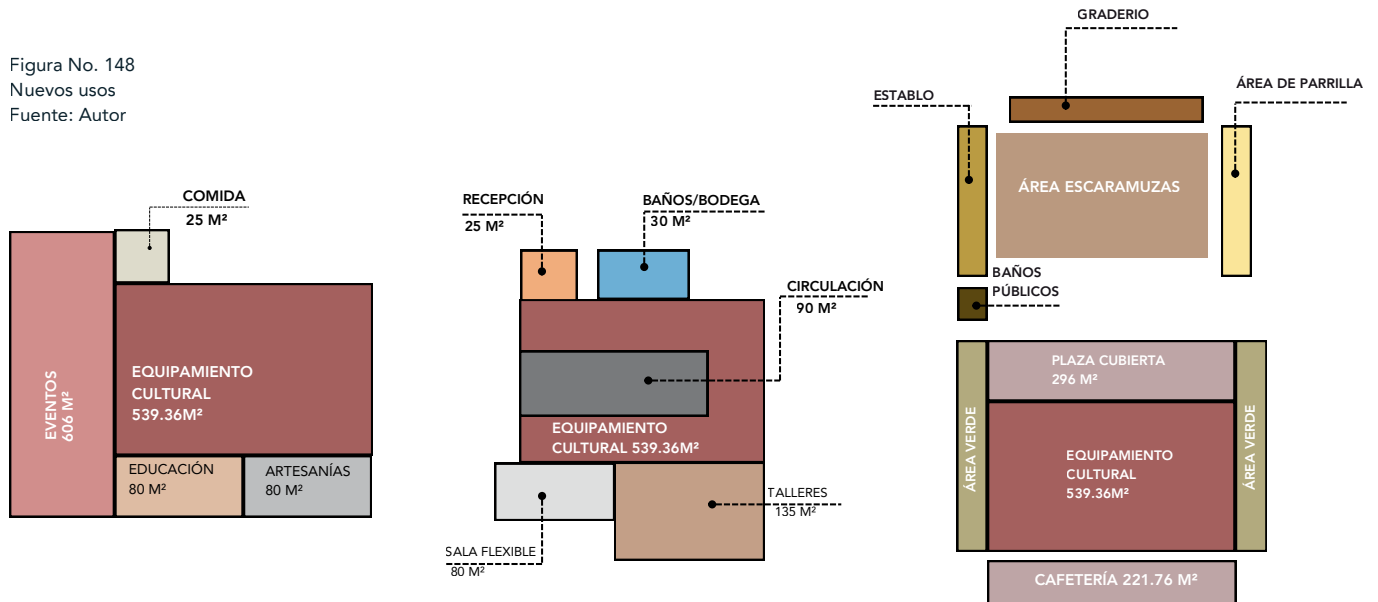 Figura No. 148
Nuevos usos
Fuente: Autor
COMIDA
25 M²
EVENTOS
606 M²
EQUIPAMIENTO
CULTURAL
539.36M²
EDUCACIÓN
80 M²
ARTESANÍAS
80 M²
RECEPCIÓN
25 M²
BAÑOS/BODEGA
30 M²
CIRCULACIÓN
90 M²
EQUIPAMIENTO
CULTURAL 539.36M²
TALLERES
135 M²
SALA FLEXIBLE
80 M²
GRADERIO
ESTABLO
ÁREA DE PARRILLA
ÁREA ESCARAMUZAS
BAÑOS
PÚBLICOS
PLAZA CUBIERTA
296 M²
ÁREA VERDE
EQUIPAMIENTO
CULTURAL
539.36M²
ÁREA VERDE
CAFETERÍA 221.76 M²